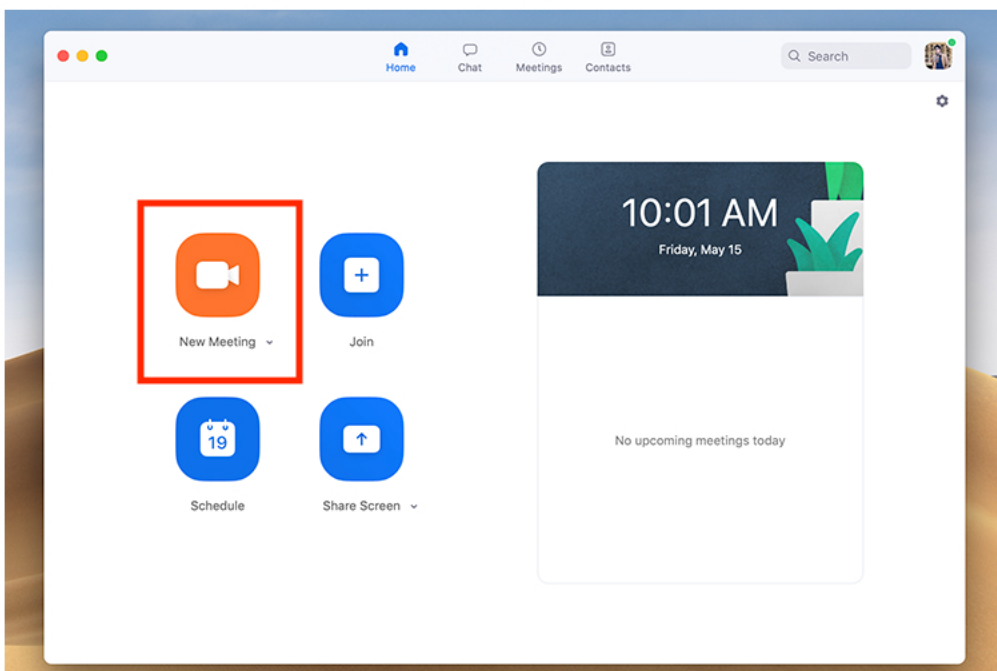 Home
Chat
Meetings
Contacts
Search
10:01 AM
Friday, May 15
New Meeting
Join
19
Schedule
Share Screen
No upcoming meetings today